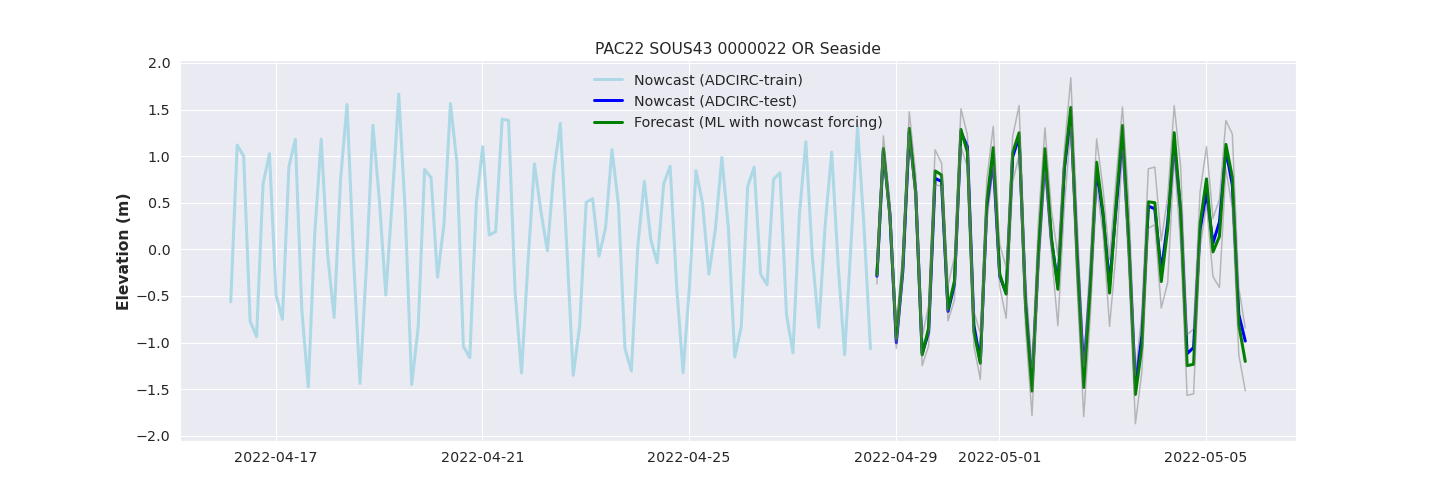 PAC22 SOUS43 0000022 OR Seaside
Nowcast (ADCIRC-train)
Nowcast (ADCIRC-test)
Forecast (ML with nowcast forcing)
Elevation (m)
2.0
1.5
1.0
0.5
0.0
−0.5
−1.0
−1.5
−2.0
2022-04-17 2022-04-21 2022-04-25 2022-04-29 2022-05-01 2022-05-05